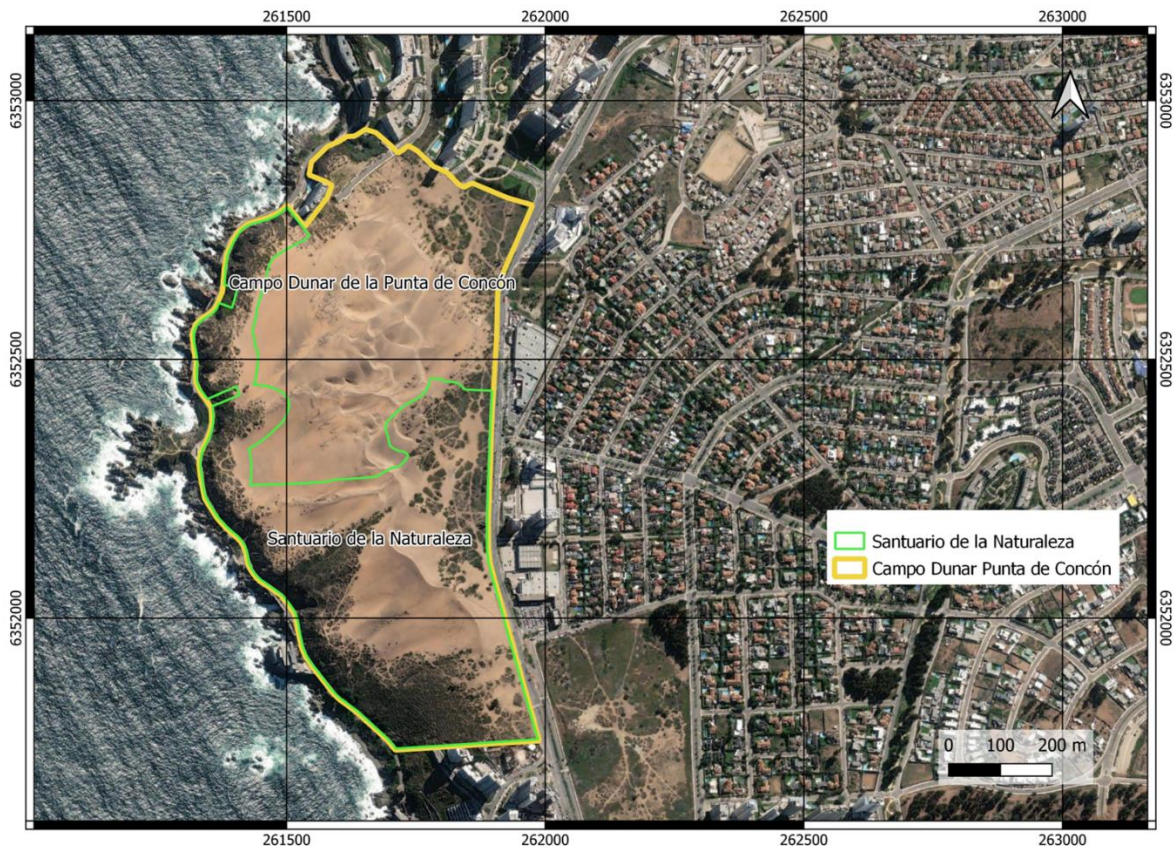 261500 262000 262500 263000
6353000 6353000
Campo Dunar de la Punta de Concón
6352500 6352500
Santuario de la Naturaleza
Santuario de la Naturaleza
Campo Dunar Punta de Concón
6352000 6352000
0 100 200 m
261500 262000 262500 263000